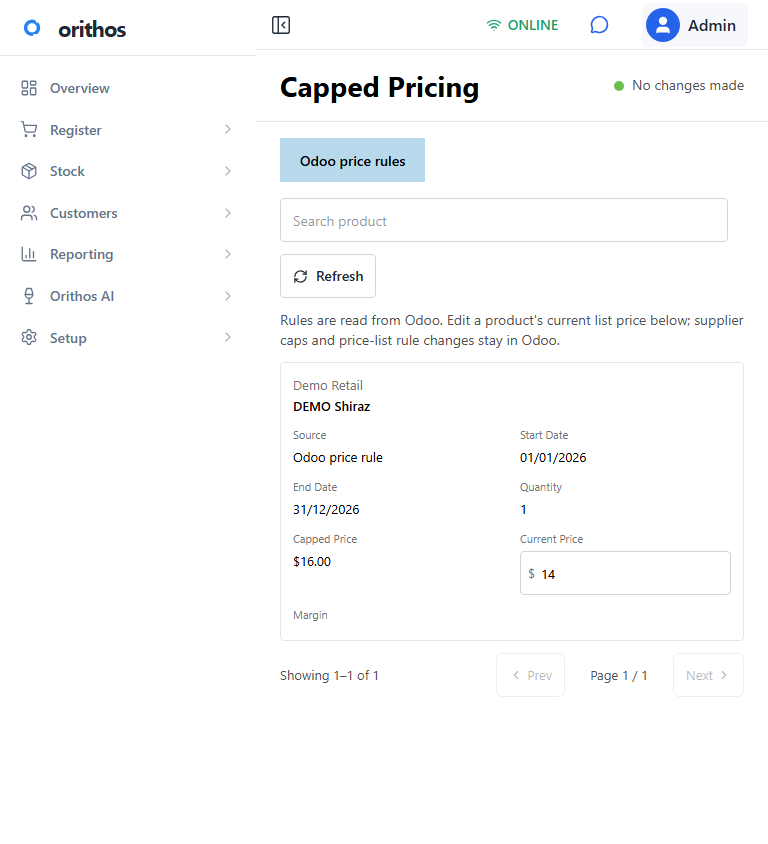 orithos
ONLINE
Admin
Overview
Register
Stock
Customers
Reporting
Orithos AI
Setup
Capped Pricing
No changes made
Odoo price rules
Search product
Refresh
Rules are read from Odoo. Edit a product's current list price below; supplier
caps and price-list rule changes stay in Odoo.
Demo Retail
DEMO Shiraz
Source
Start Date
Odoo price rule
01/01/2026
End Date
Quantity
31/12/2026
1
Capped Price
Current Price
$16.00
$ 14
Margin
Showing 1–1 of 1
Prev
Page 1 / 1
Next